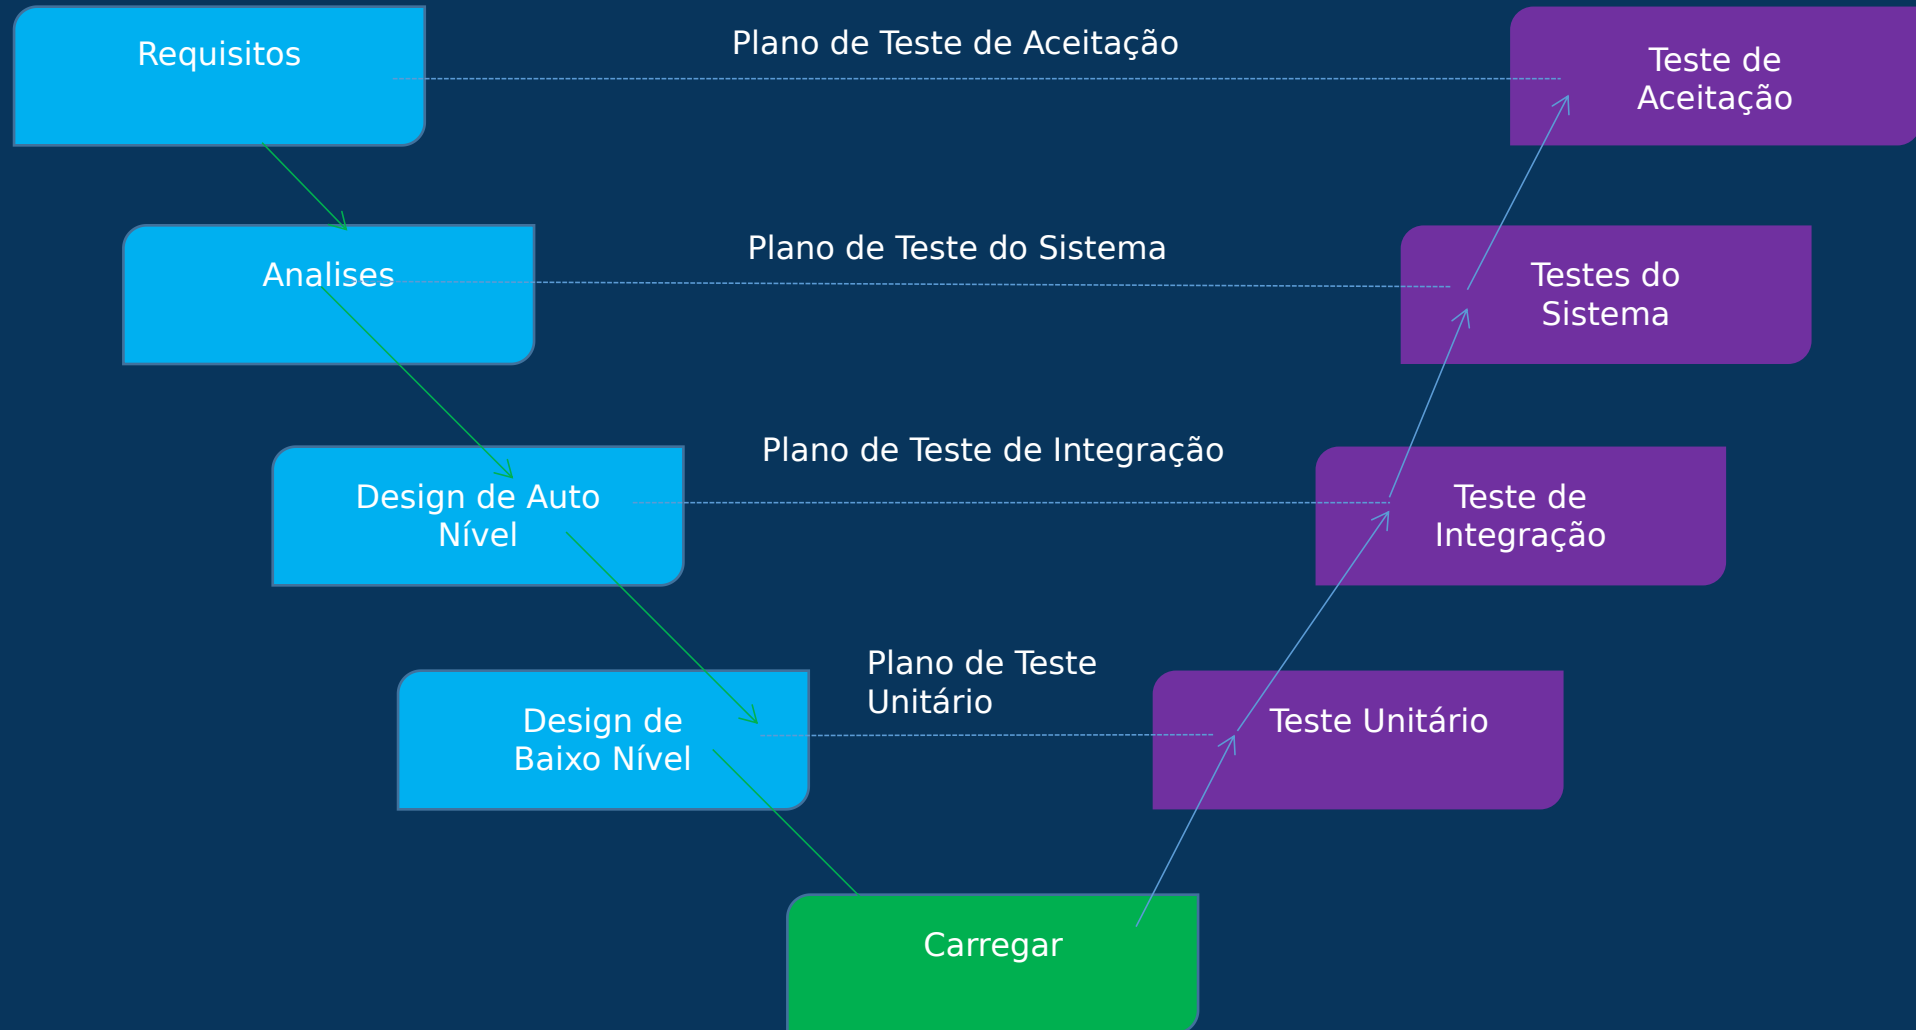 Requisitos
Plano de Teste de Aceitação
Teste de
Aceitação
Analises
Plano de Teste do Sistema
Testes do
Sistema
Design de Auto
Nível
Plano de Teste de Integração
Teste de
Integração
Design de
Baixo Nível
Plano de Teste
Unitário
Teste Unitário
Carregar